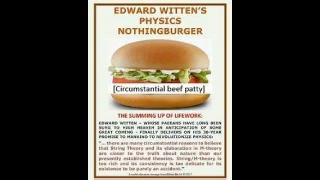 EDWARD WITTEN'S
PHYSICS
NOTHINGBURGER
[Circumstantial beef patty]
THE SUMMING UP OF LIFEWORK:
EDWARD WITTEN – WHOSE PAEANS HAVE LONG BEEN
SUNG TO HIGH HEAVEN IN ANTICIPATION OF SOME
GREAT COMING – FINALLY DELIVERS ON HIS 30-YEAR
PROMISE TO MANKIND TO REVOLUTIONIZE PHYSICS:
"... there are many circumstantial reasons to believe
that String Theory and its elaboration in M-theory
are closer to the truth about nature than our
presently established theories. String/M-theory is
too rich and its consistency is too delicate for its
existence to be purely an accident."